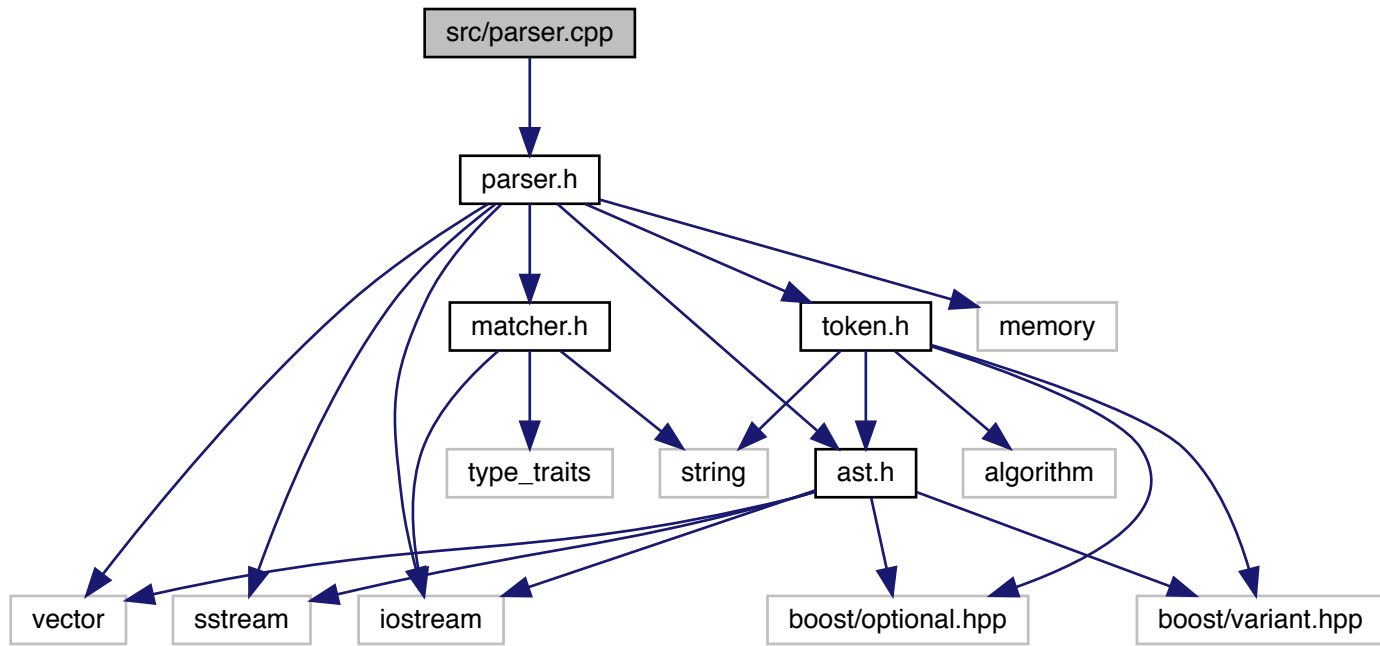 src/parser.cpp
parser.h
matcher.h
token.h
memory
type_traits
string
ast.h
algorithm
vector
sstream
iostream
boost/optional.hpp
boost/variant.hpp